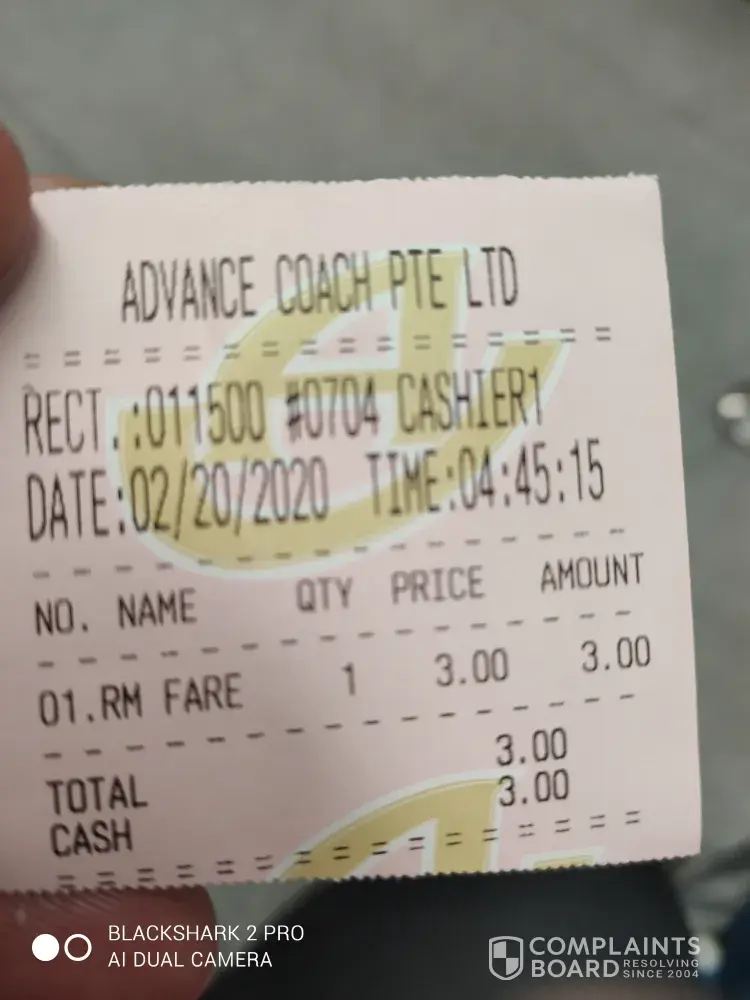 ADVANCE COACH PTE LTD
= = = = = = = = = = = = = = = =
RECT.:011500 #0704 CASHIER1
DATE:02/20/2020 TIME:04:45:15
- - - - - - - - - - - - - - - -
NO. NAME QTY PRICE AMOUNT
- - - - - - - - - - - - - - - -
01.RM FARE 1 3.00 3.00
- - - - - - - - - - - - - - - -
TOTAL 3.00
CASH 3.00
= = = = = = = = = = = = = = = =
BLACKSHARK 2 PRO
AI DUAL CAMERA
COMPLAINTS
BOARD RESOLVING
SINCE 2004